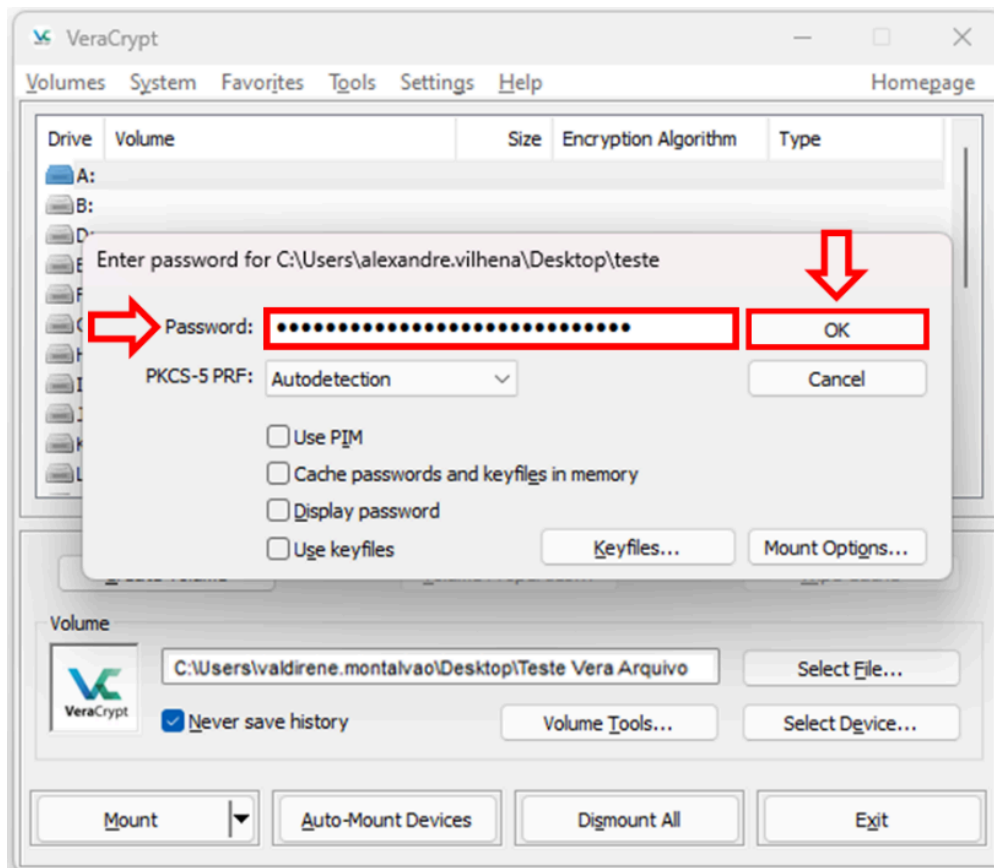 VeraCrypt
Volumes System Favorites Tools Settings Help Homepage
Drive Volume Size Encryption Algorithm Type
A:
B:
D:
Enter password for C:\Users\alexandre.vilhena\Desktop\teste
Password: ●●●●●●●●●●●●●●●●●●●●●●●●●●●●● OK
PKCS-5 PRF: Autodetection Cancel
Use PIM
Cache passwords and keyfiles in memory
Display password
Use keyfiles Keyfiles... Mount Options...
Volume
VeraCrypt
C:\Users\valdirene.montalvao\Desktop\Teste Vera Arquivo Select File...
Never save history Volume Tools... Select Device...
Mount Auto-Mount Devices Dismount All Exit